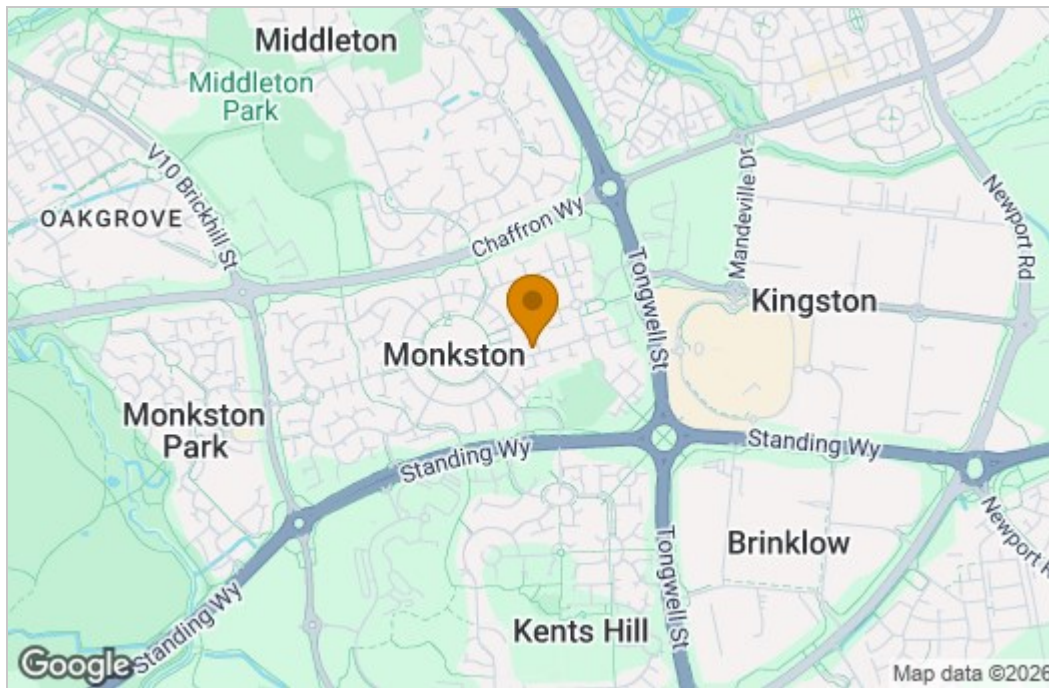 Middleton
Middleton
Park
V10 Brickhill St
OAKGROVE
Chaffron Wy
Mandeville Dr
Newport Rd
Tongwell St
Kingston
Monkston
Monkston
Park
Standing Wy
Standing Wy
Brinklow
Newport R
Tongwell St
Kents Hill
Standing Wy
Google
Map data ©2026